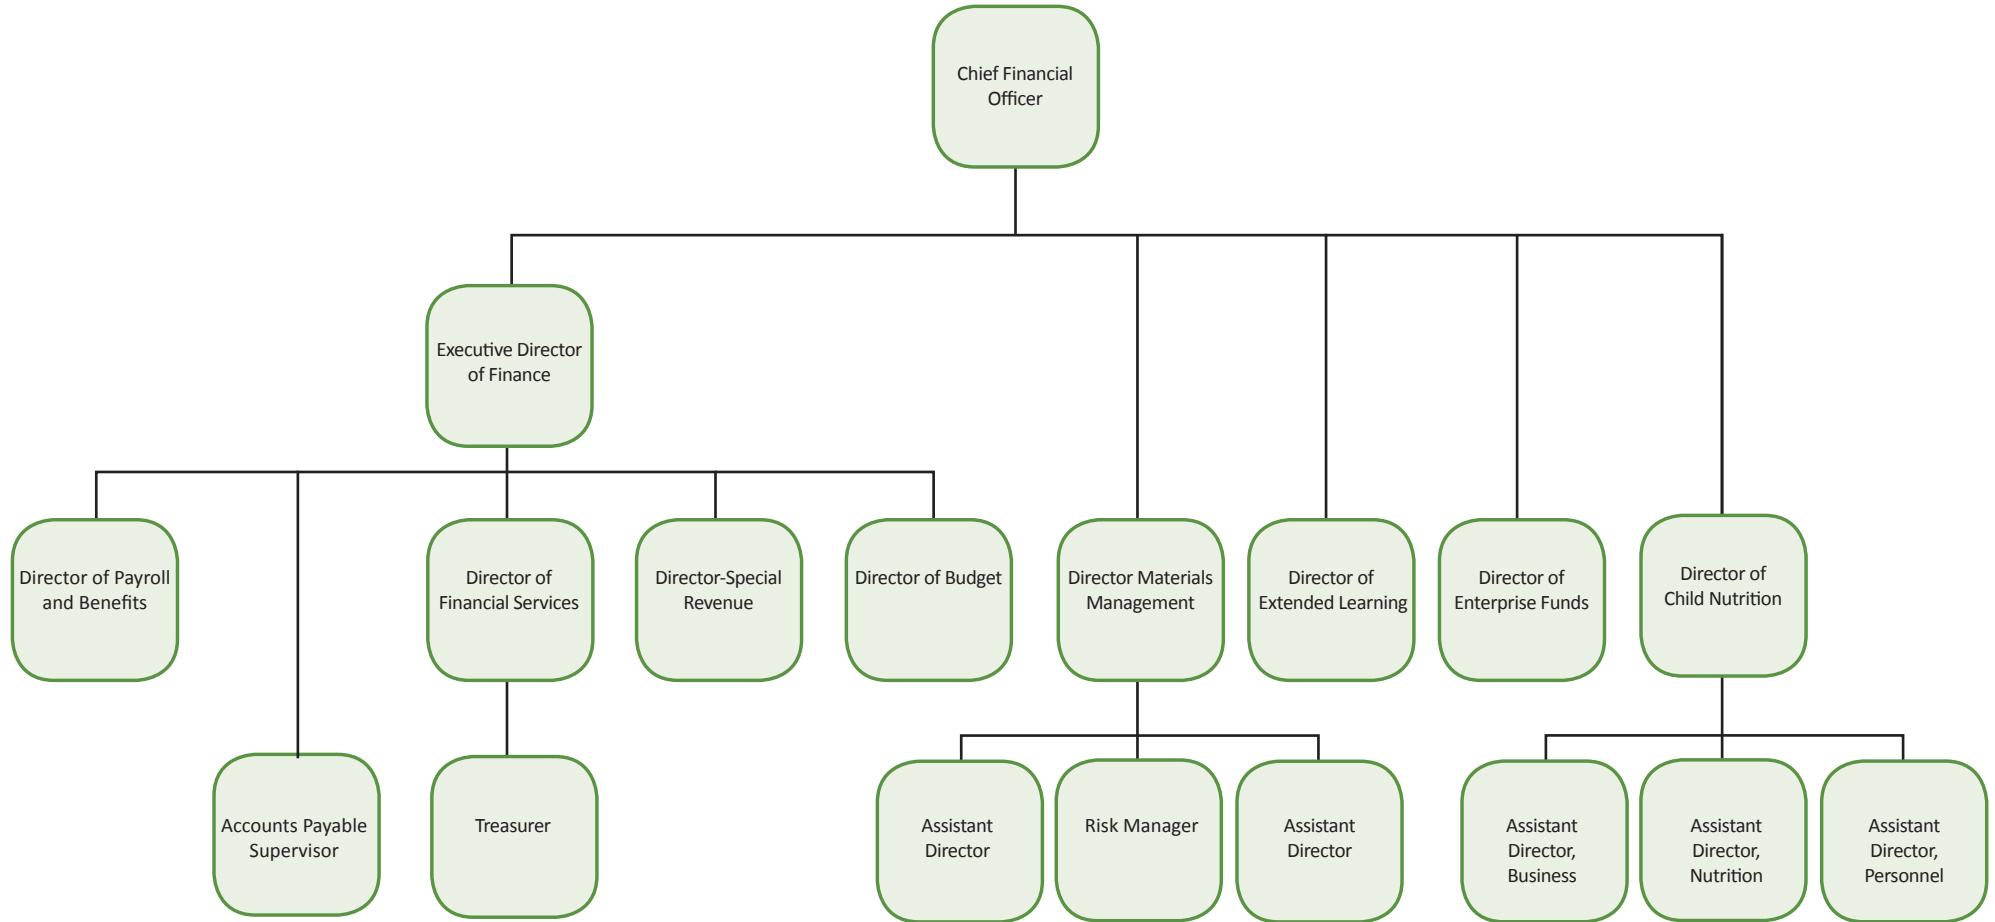 Chief Financial
Officer
Executive Director
of Finance
Director of Payroll
and Benefits
Director of
Financial Services
Director-Special
Revenue
Director of Budget
Director Materials
Management
Director of
Extended Learning
Director of
Enterprise Funds
Director of
Child Nutrition
Accounts Payable
Supervisor
Treasurer
Assistant
Director
Risk Manager
Assistant
Director
Assistant
Director,
Business
Assistant
Director,
Nutrition
Assistant
Director,
Personnel